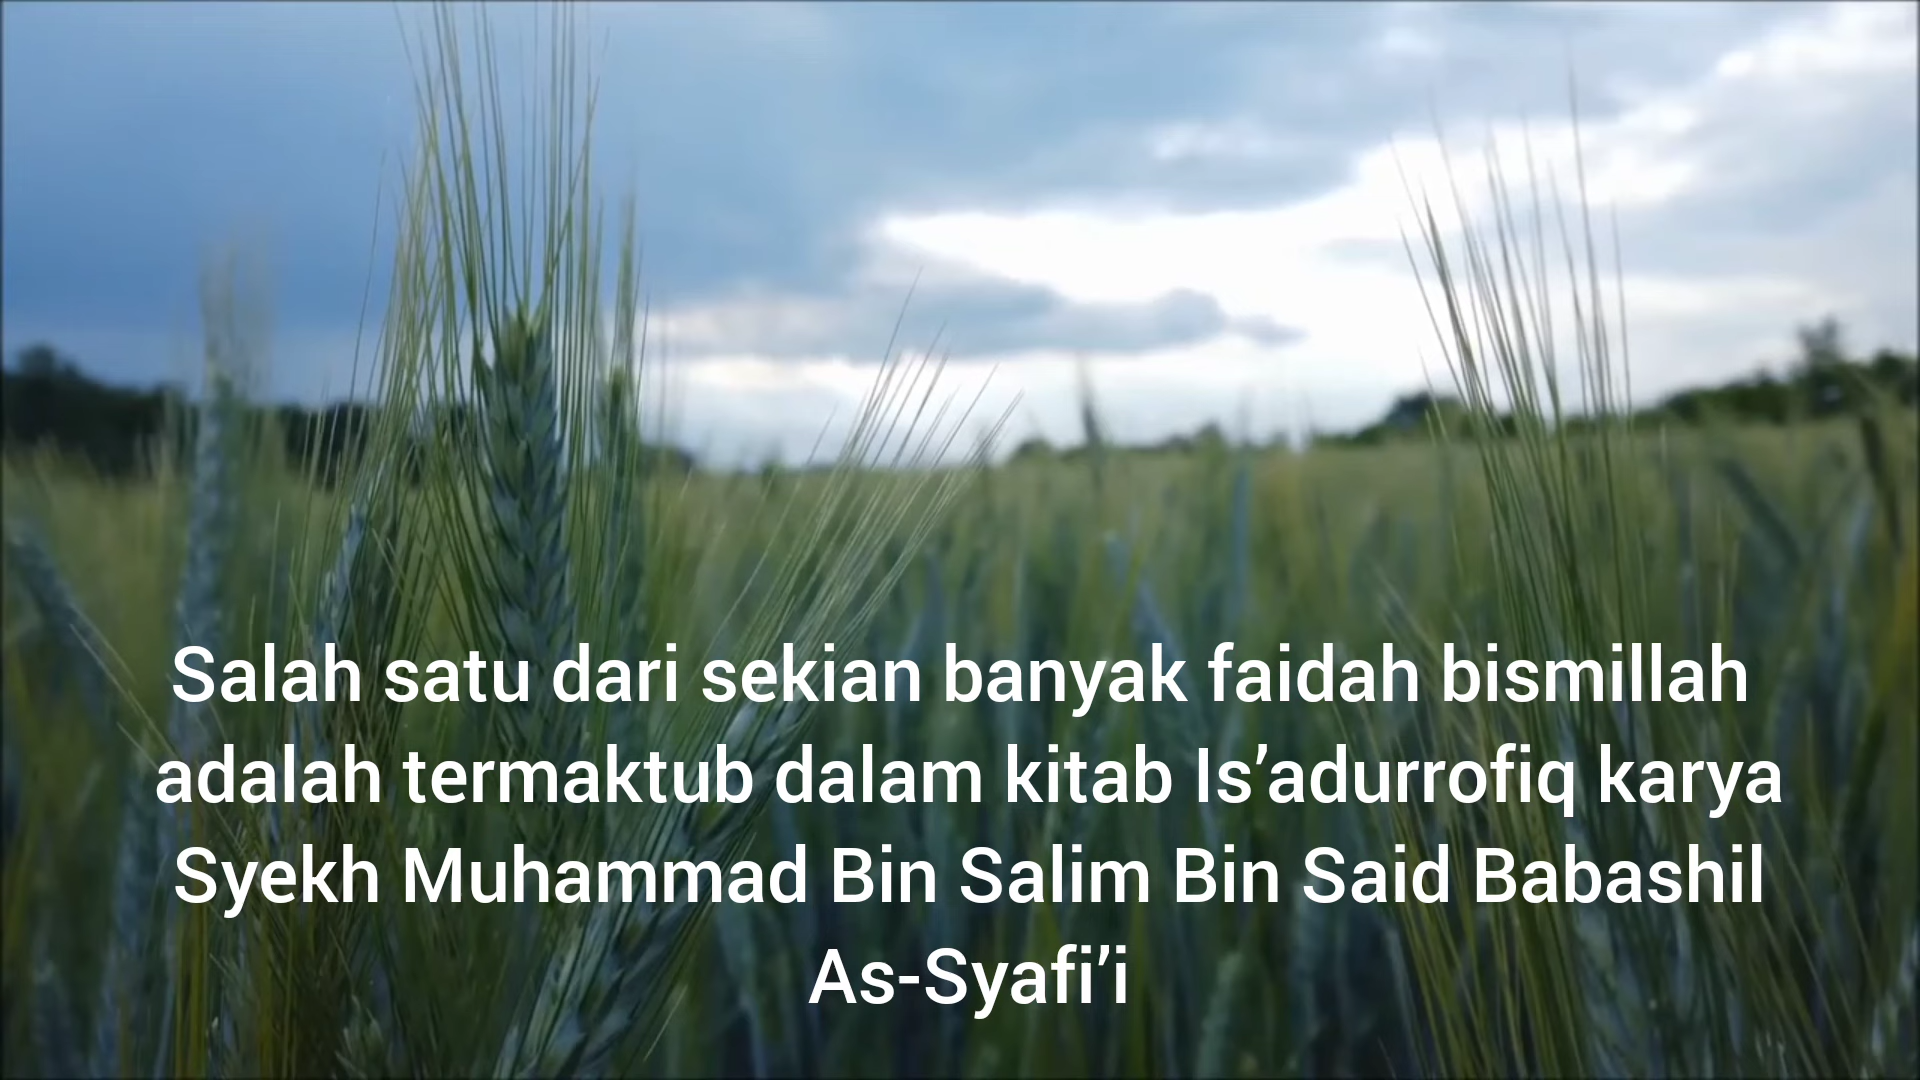 Salah satu dari sekian banyak faidah bismillah
adalah termaktub dalam kitab Is’adurrofiq karya
Syekh Muhammad Bin Salim Bin Said Babashil
As-Syafi’i